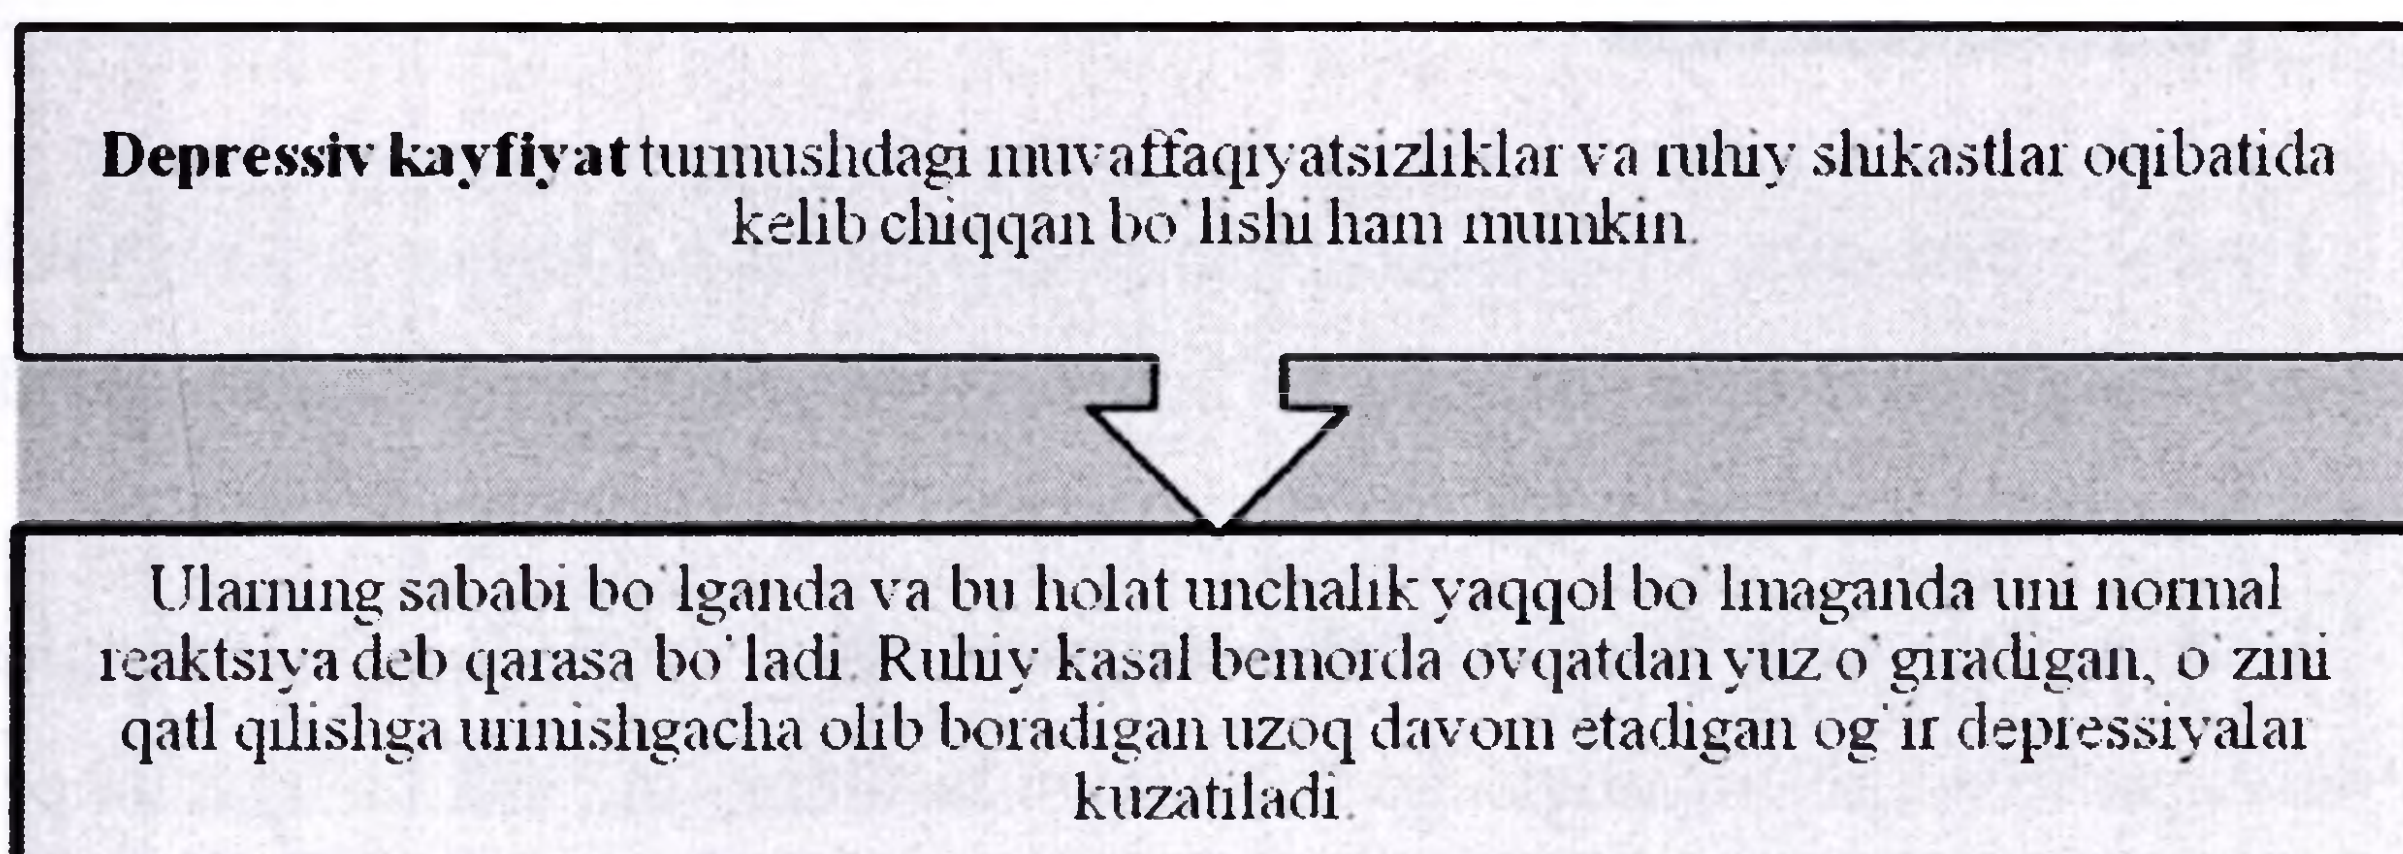 Depressiv kayfiyat turmushdagi muvaffaqiyatsizliklar va ruhiy shikastlar oqibatida
kelib chiqqan bo`lishi ham mumkin.
Ularning sababi bo`lganda va bu holat unchalik yaqqol bo`lmaganda uni normal
reaktsiya deb qarasa bo`ladi. Ruhiy kasal bemorda ovqatdan yuz o`giradigan, o`zini
qatl qilishga urinishgacha olib boradigan uzoq davom etadigan og`ir depressiyalar
kuzatiladi.